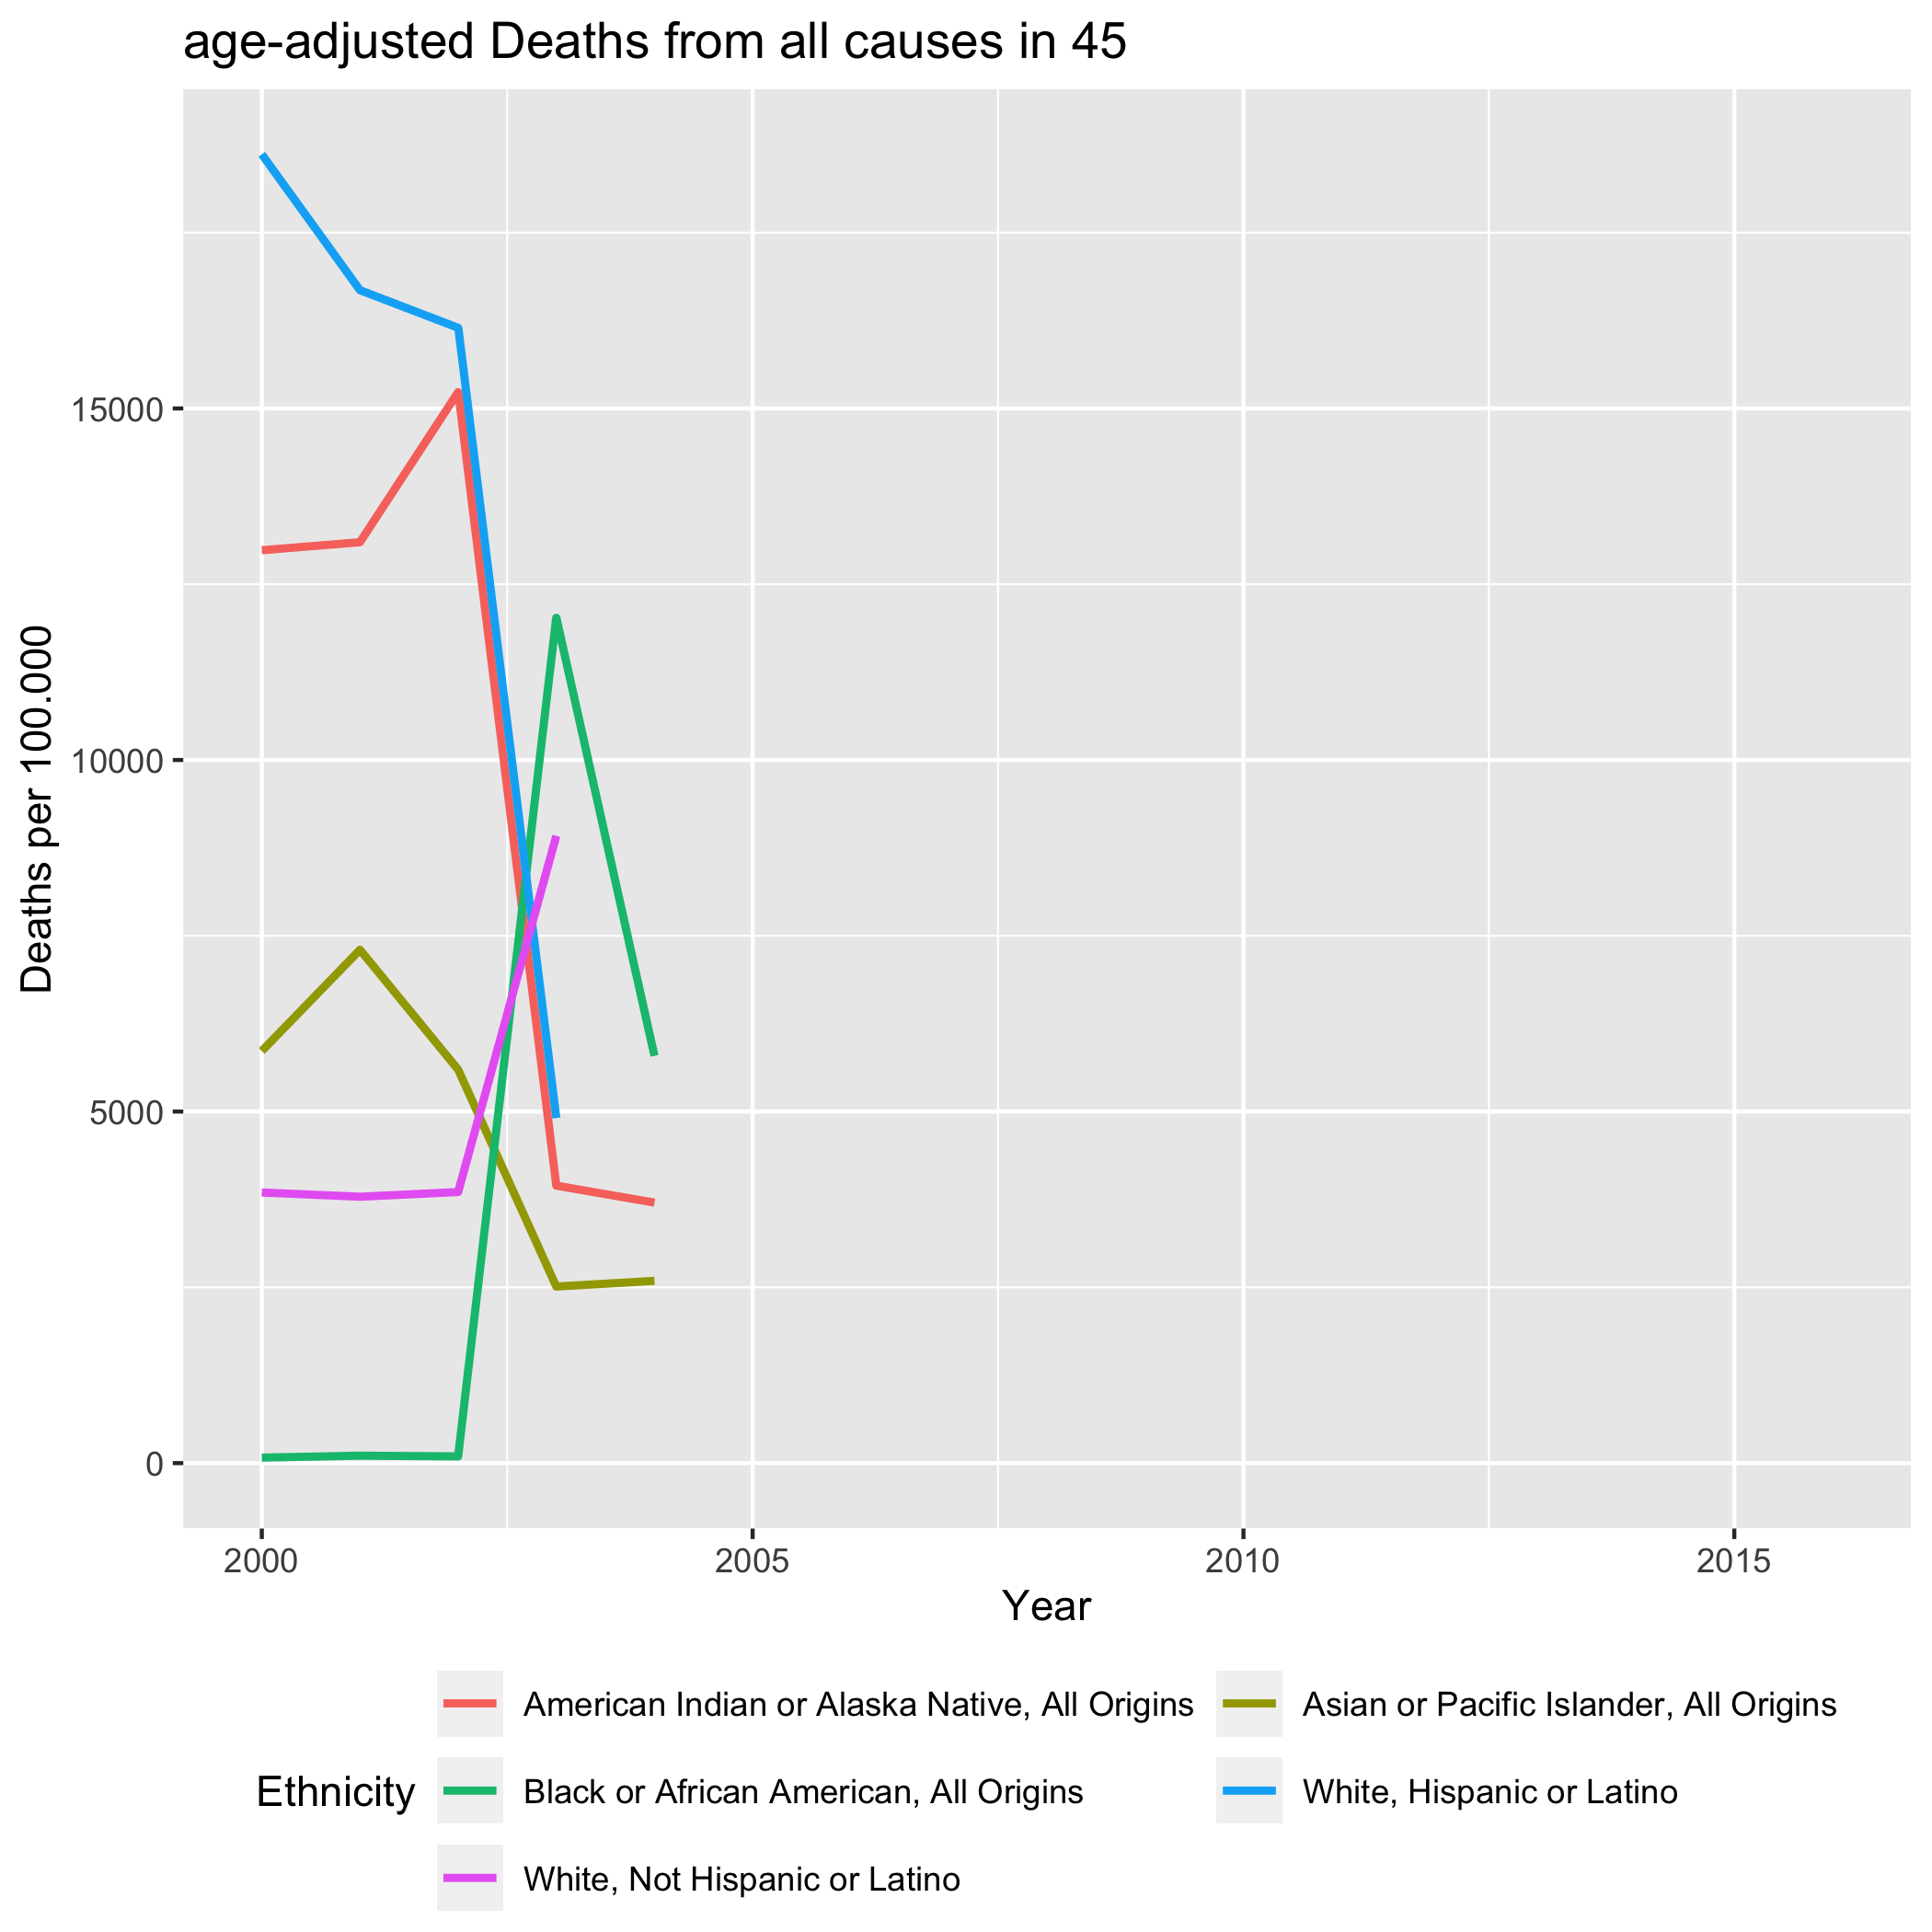 age-adjusted Deaths from all causes in 45
Deaths per 100.000
15000
10000
5000
0
2000 2005 2010 2015
Year
Ethnicity
American Indian or Alaska Native, All Origins Asian or Pacific Islander, All Origins
Black or African American, All Origins White, Hispanic or Latino
White, Not Hispanic or Latino